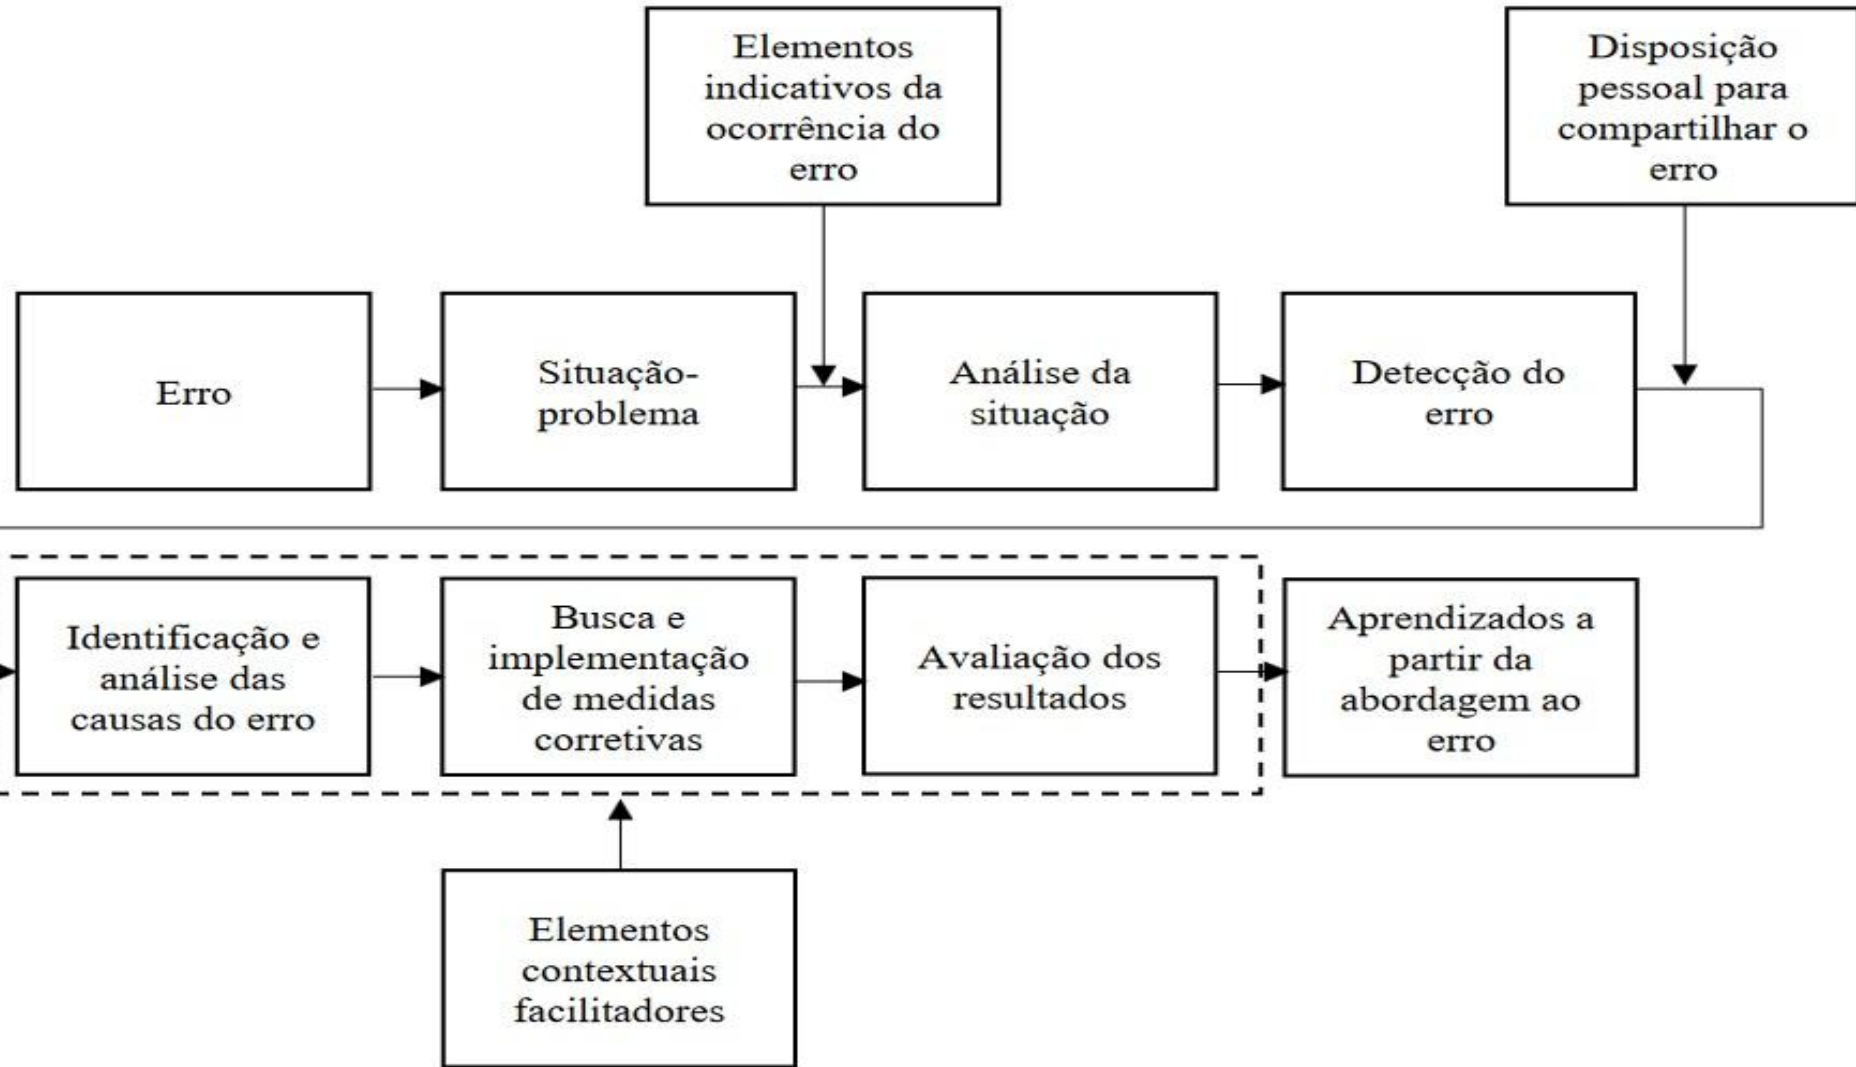 Elementos
indicativos da
ocorrência do
erro
Disposição
pessoal para
compartilhar o
erro
Erro
Situação-
problema
Análise da
situação
Detecção do
erro
Identificação e
análise das
causas do erro
Busca e
implementação
de medidas
corretivas
Avaliação dos
resultados
Aprendizados a
partir da
abordagem ao
erro
Elementos
contextuais
facilitadores